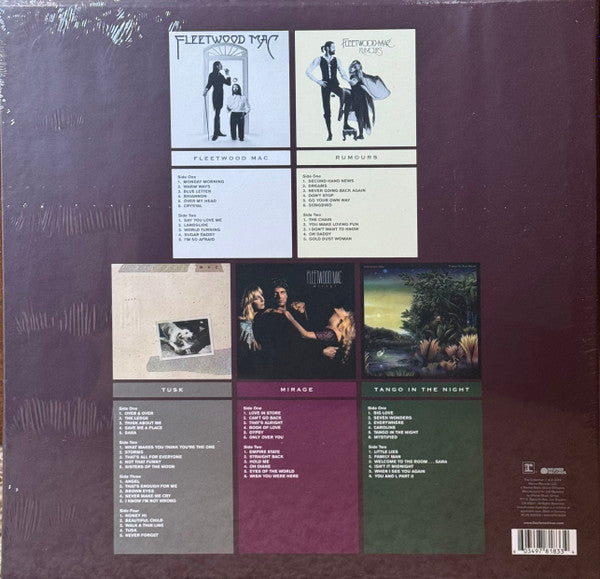 FLEETWOOD MAC
FLEETWOOD MAC
RUMOURS
FLEETWOOD MAC
RUMOURS
Side One
1. MONDAY MORNING
2. WARM WAYS
3. BLUE LETTER
4. RHIANNON
5. OVER MY HEAD
6. CRYSTAL
Side Two
1. SAY YOU LOVE ME
2. LANDSLIDE
3. WORLD TURNING
4. SUGAR DADDY
5. I'M SO AFRAID
Side One
1. SECOND HAND NEWS
2. DREAMS
3. NEVER GOING BACK AGAIN
4. DON'T STOP
5. GO YOUR OWN WAY
6. SONGBIRD
Side Two
1. THE CHAIN
2. YOU MAKE LOVING FUN
3. I DON'T WANT TO KNOW
4. OH DADDY
5. GOLD DUST WOMAN
FLEETWOOD MAC
MIRAGE
TUSK
MIRAGE
TANGO IN THE NIGHT
Side One
1. OVER & OVER
2. THE LEDGE
3. THINK ABOUT ME
4. SAVE ME A PLACE
5. SARA
Side Two
1. WHAT MAKES YOU THINK YOU'RE THE ONE
2. STORMS
3. THAT'S ALL FOR EVERYONE
4. NOT THAT FUNNY
5. SISTERS OF THE MOON
Side Three
1. ANGEL
2. THAT'S ENOUGH FOR ME
3. BROWN EYES
4. NEVER MAKE ME CRY
5. I KNOW I'M NOT WRONG
Side Four
1. HONEY HI
2. BEAUTIFUL CHILD
3. WALK A THIN LINE
4. TUSK
5. NEVER FORGET
Side One
1. LOVE IN STORE
2. CAN'T GO BACK
3. THAT'S ALRIGHT
4. BOOK OF LOVE
5. GYPSY
6. ONLY OVER YOU
Side Two
1. EMPIRE STATE
2. STRAIGHT BACK
3. HOLD ME
4. OH DIANE
5. EYES OF THE WORLD
6. WISH YOU WERE HERE
Side One
1. BIG LOVE
2. SEVEN WONDERS
3. EVERYWHERE
4. CAROLINE
5. TANGO IN THE NIGHT
6. MYSTIFIED
Side Two
1. LITTLE LIES
2. FAMILY MAN
3. WELCOME TO THE ROOM . . . SARA
4. ISN'T IT MIDNIGHT
5. WHEN I SEE YOU AGAIN
6. YOU AND I, PART II
www.fleetwoodmac.com
6 03497 81833 4